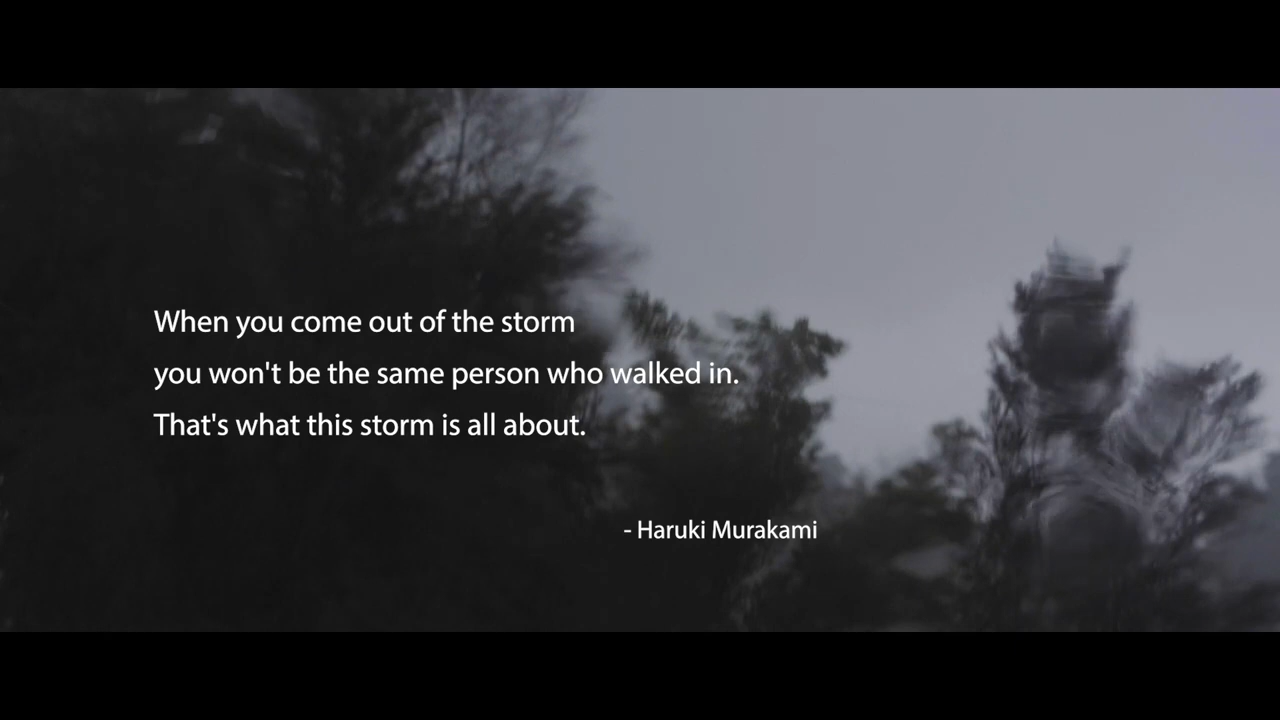 When you come out of the storm
you won't be the same person who walked in.
That's what this storm is all about.
- Haruki Murakami